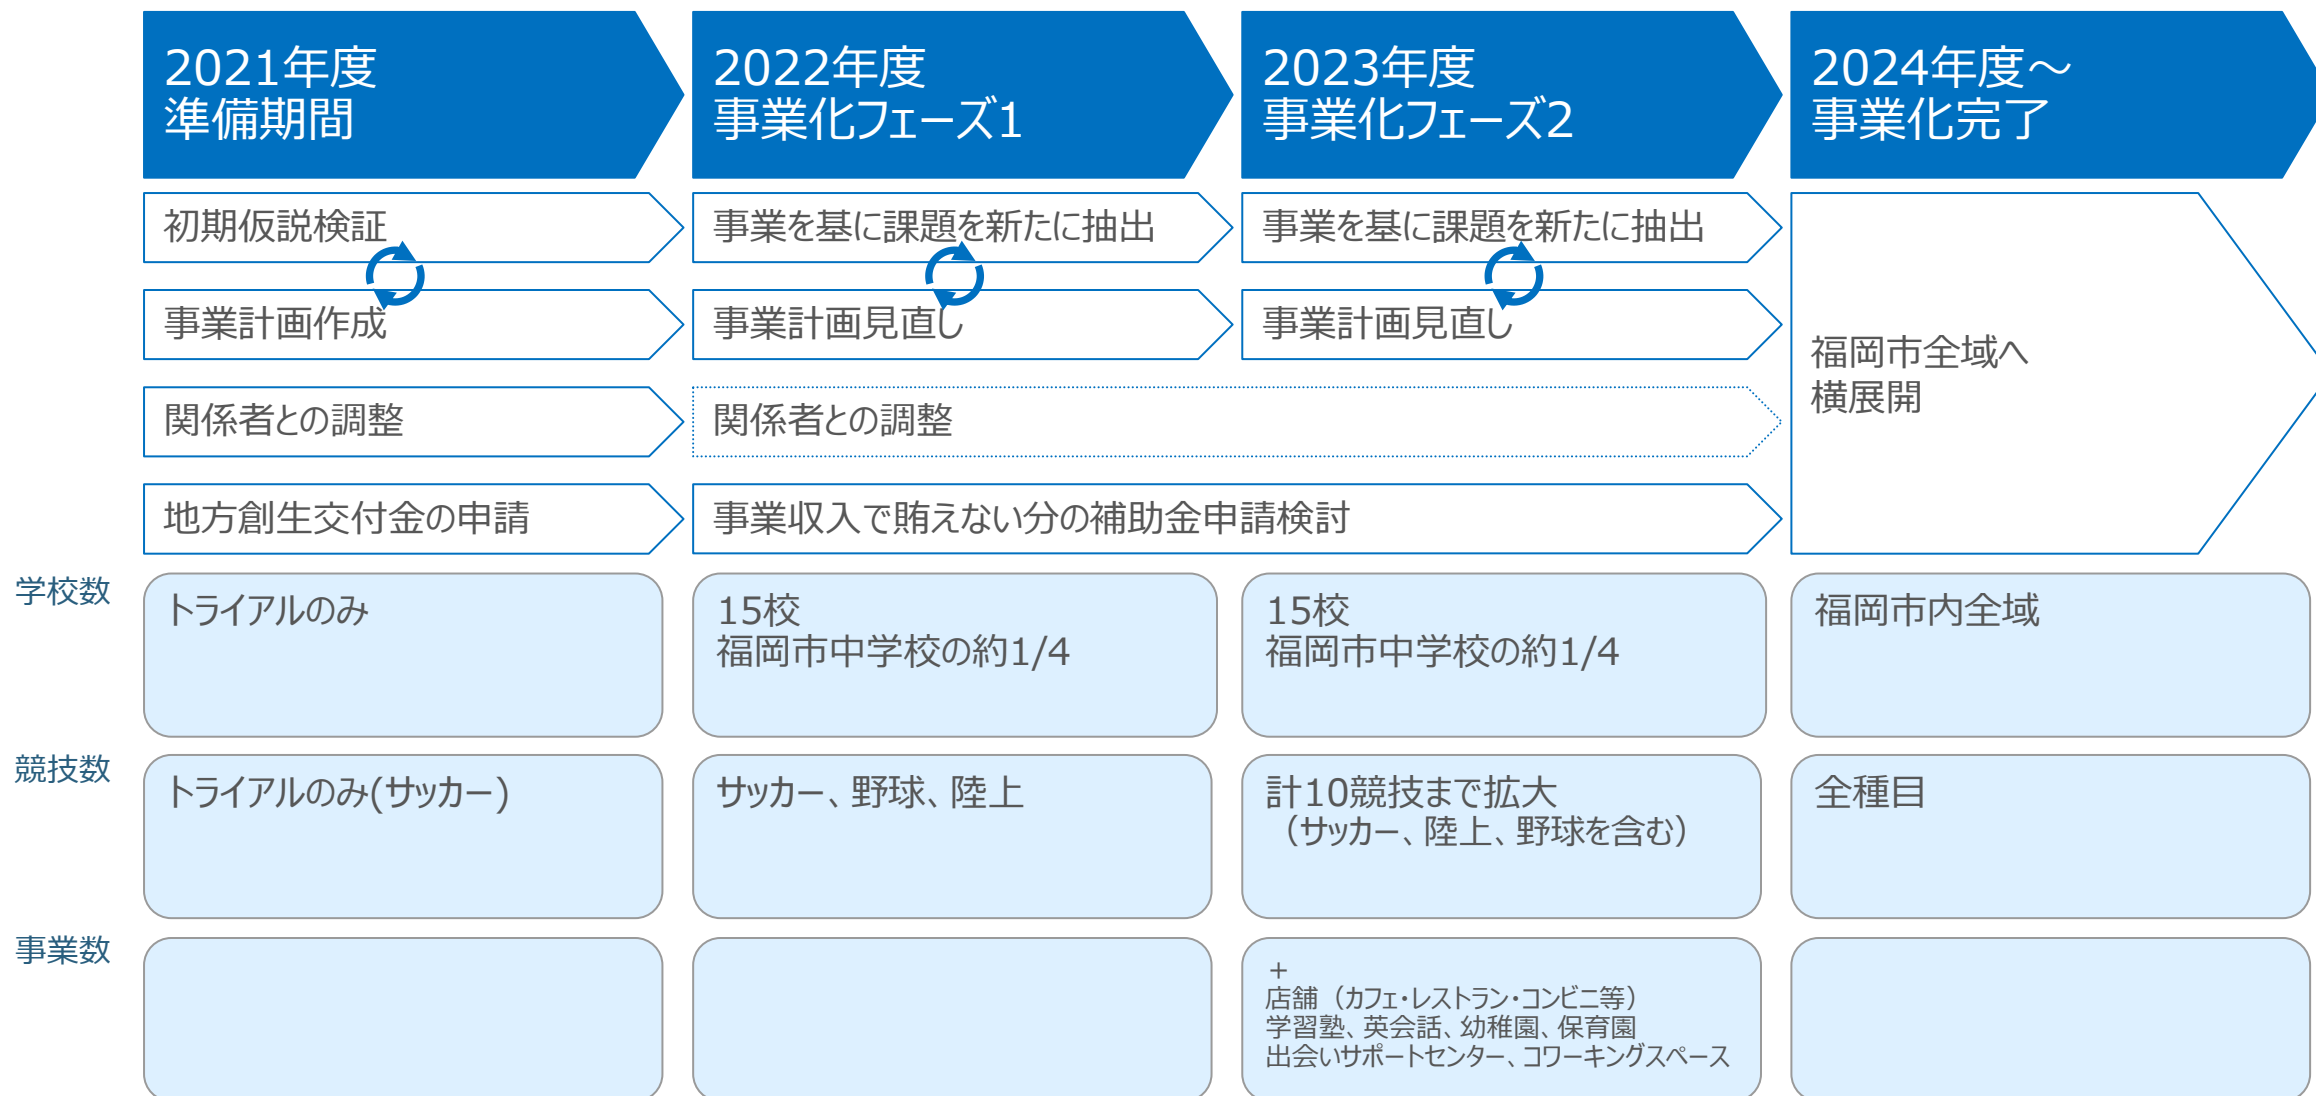 2021年度
準備期間
2022年度
事業化フェーズ1
2023年度
事業化フェーズ2
2024年度～
事業化完了
初期仮説検証
事業を基に課題を新たに抽出
事業を基に課題を新たに抽出
事業計画作成
事業計画見直し
事業計画見直し
福岡市全域へ
横展開
関係者との調整
関係者との調整
地方創生交付金の申請
事業収入で賄えない分の補助金申請検討
学校数
トライアルのみ
15校
福岡市中学校の約1/4
15校
福岡市中学校の約1/4
福岡市内全域
競技数
トライアルのみ(サッカー)
サッカー、野球、陸上
計10競技まで拡大
（サッカー、陸上、野球を含む）
全種目
事業数
＋
店舗（カフェ・レストラン・コンビニ等）
学習塾、英会話、幼稚園、保育園
出会いサポートセンター、コワーキングスペース